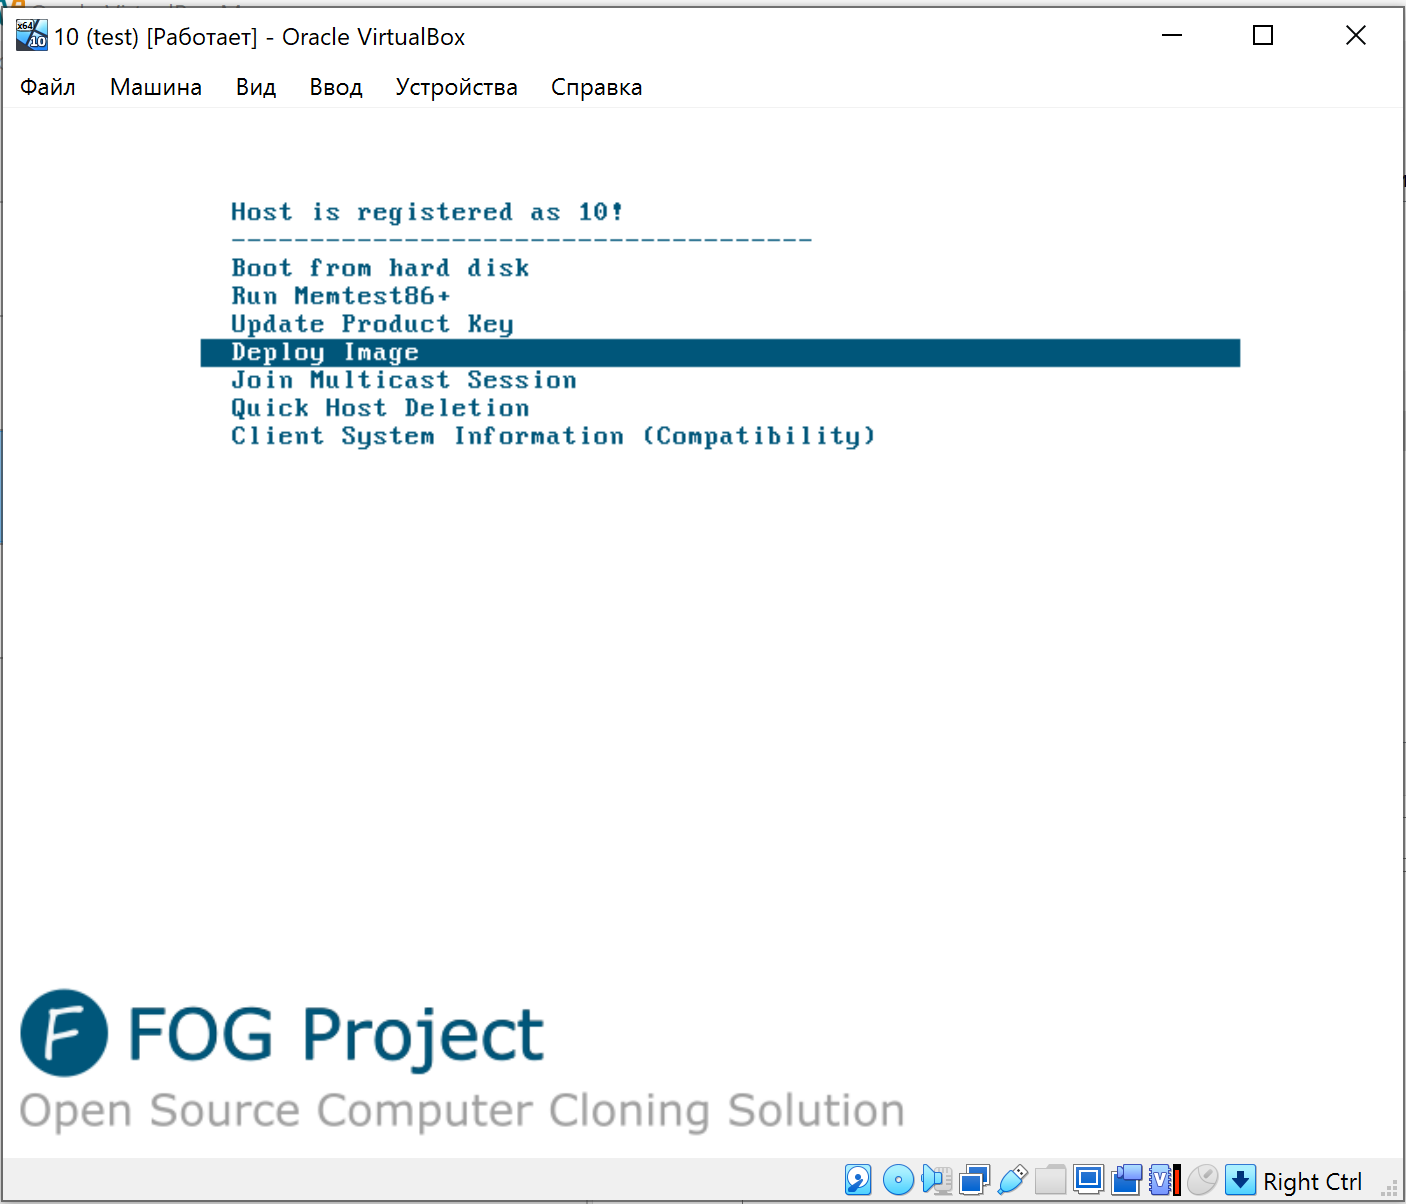 10 (test) [Работает] - Oracle VirtualBox
Файл Машина Вид Ввод Устройства Справка
Host is registered as 10!
-------------------------------------
Boot from hard disk
Run Memtest86+
Update Product Key
Deploy Image
Join Multicast Session
Quick Host Deletion
Client System Information (Compatibility)
F FOG Project
Open Source Computer Cloning Solution
Right Ctrl